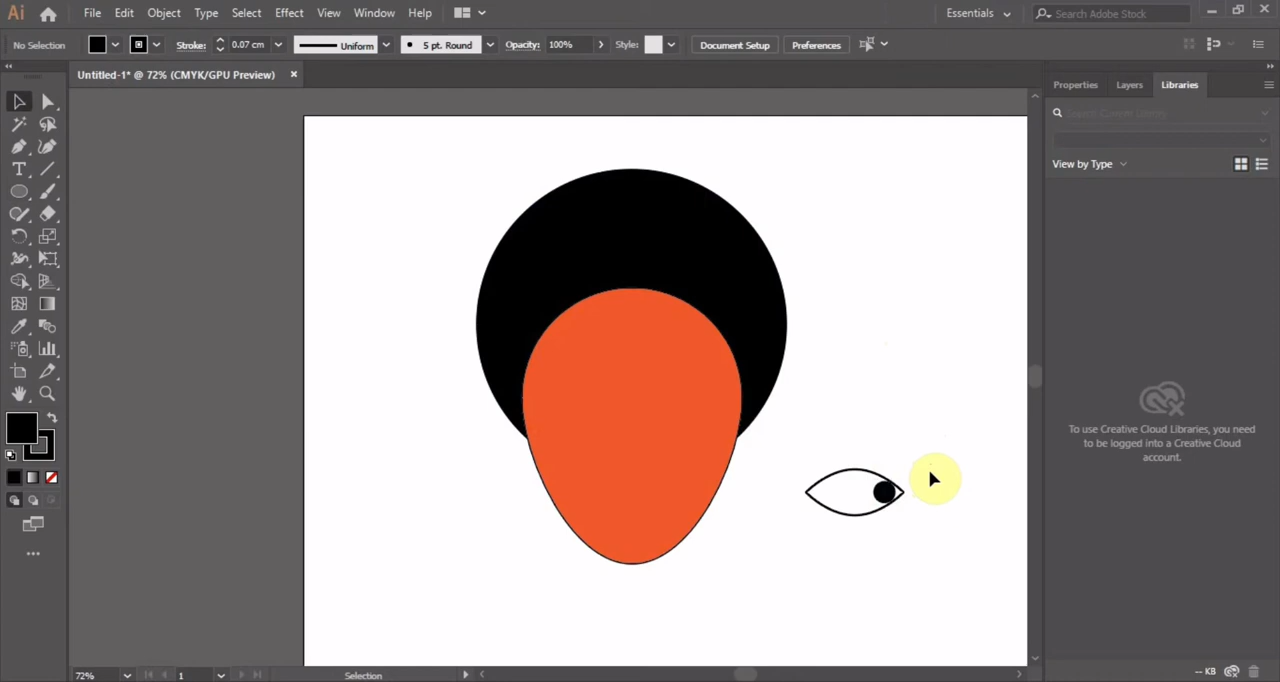 Ai File Edit Object Type Select Effect View Window Help Essentials Search Adobe Stock
No Selection Stroke: 0.07 cm Uniform 5 pt. Round Opacity: 100% Style: Document Setup Preferences
Untitled-1* @ 72% (CMYK/GPU Preview)
Properties Layers Libraries
View by Type
To use Creative Cloud Libraries, you need
to be logged into a Creative Cloud
account.
72% 1 Selection -- KB